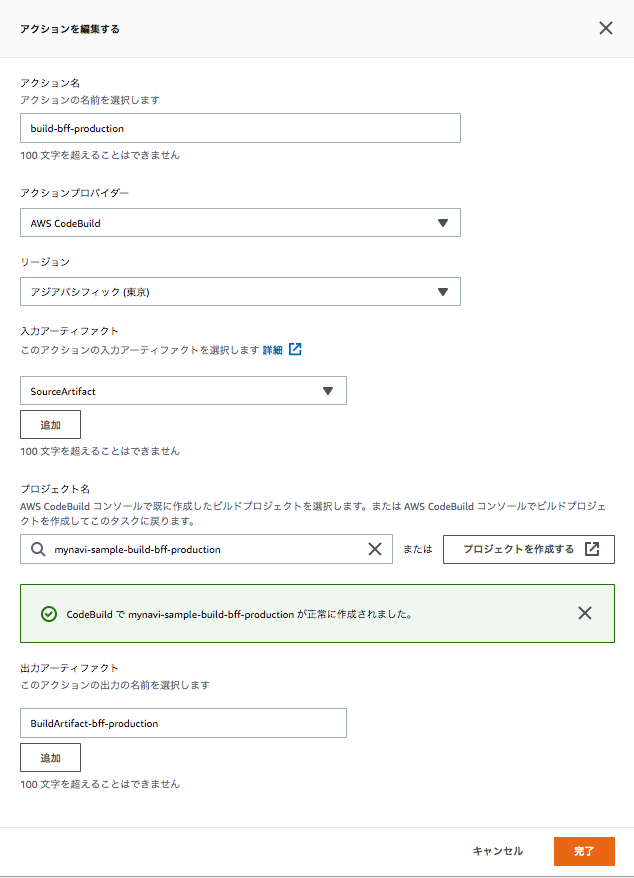 アクションを編集する
アクション名
アクションの名前を選択します
build-bff-production
100 文字を超えることはできません
アクションプロバイダー
AWS CodeBuild
リージョン
アジアパシフィック (東京)
入力アーティファクト
このアクションの入力アーティファクトを選択します 詳細
SourceArtifact
追加
100 文字を超えることはできません
プロジェクト名
AWS CodeBuild コンソールで既に作成したビルドプロジェクトを選択します。または AWS CodeBuild コンソールでビルドプロジェ
クトを作成してこのタスクに戻ります。
mynavi-sample-build-bff-production または プロジェクトを作成する
CodeBuild で mynavi-sample-build-bff-production が正常に作成されました。
出力アーティファクト
このアクションの出力の名前を選択します
BuildArtifact-bff-production
追加
100 文字を超えることはできません
キャンセル 完了